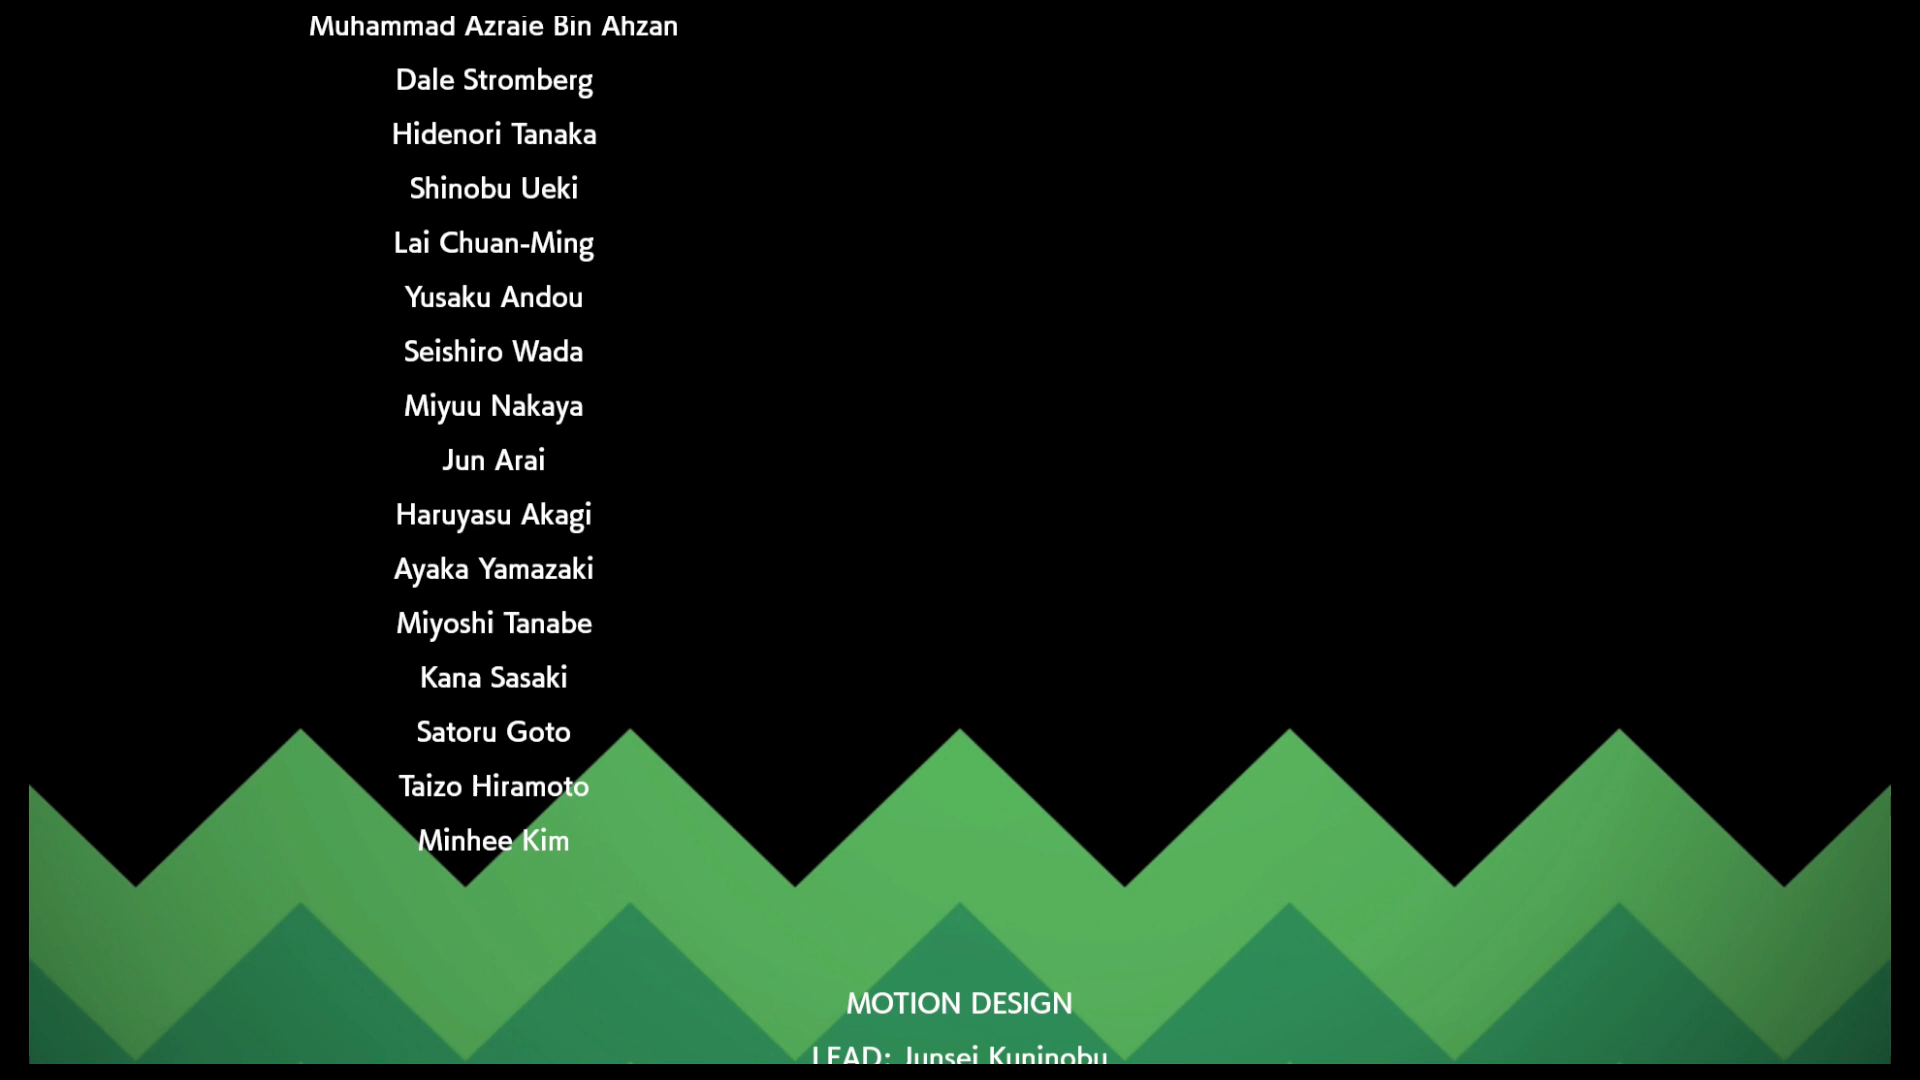 Muhammad Azraie Bin Ahzan
Dale Stromberg
Hidenori Tanaka
Shinobu Ueki
Lai Chuan-Ming
Yusaku Andou
Seishiro Wada
Miyuu Nakaya
Jun Arai
Haruyasu Akagi
Ayaka Yamazaki
Miyoshi Tanabe
Kana Sasaki
Satoru Goto
Taizo Hiramoto
Minhee Kim
MOTION DESIGN
LEAD: Junsei Kuninobu